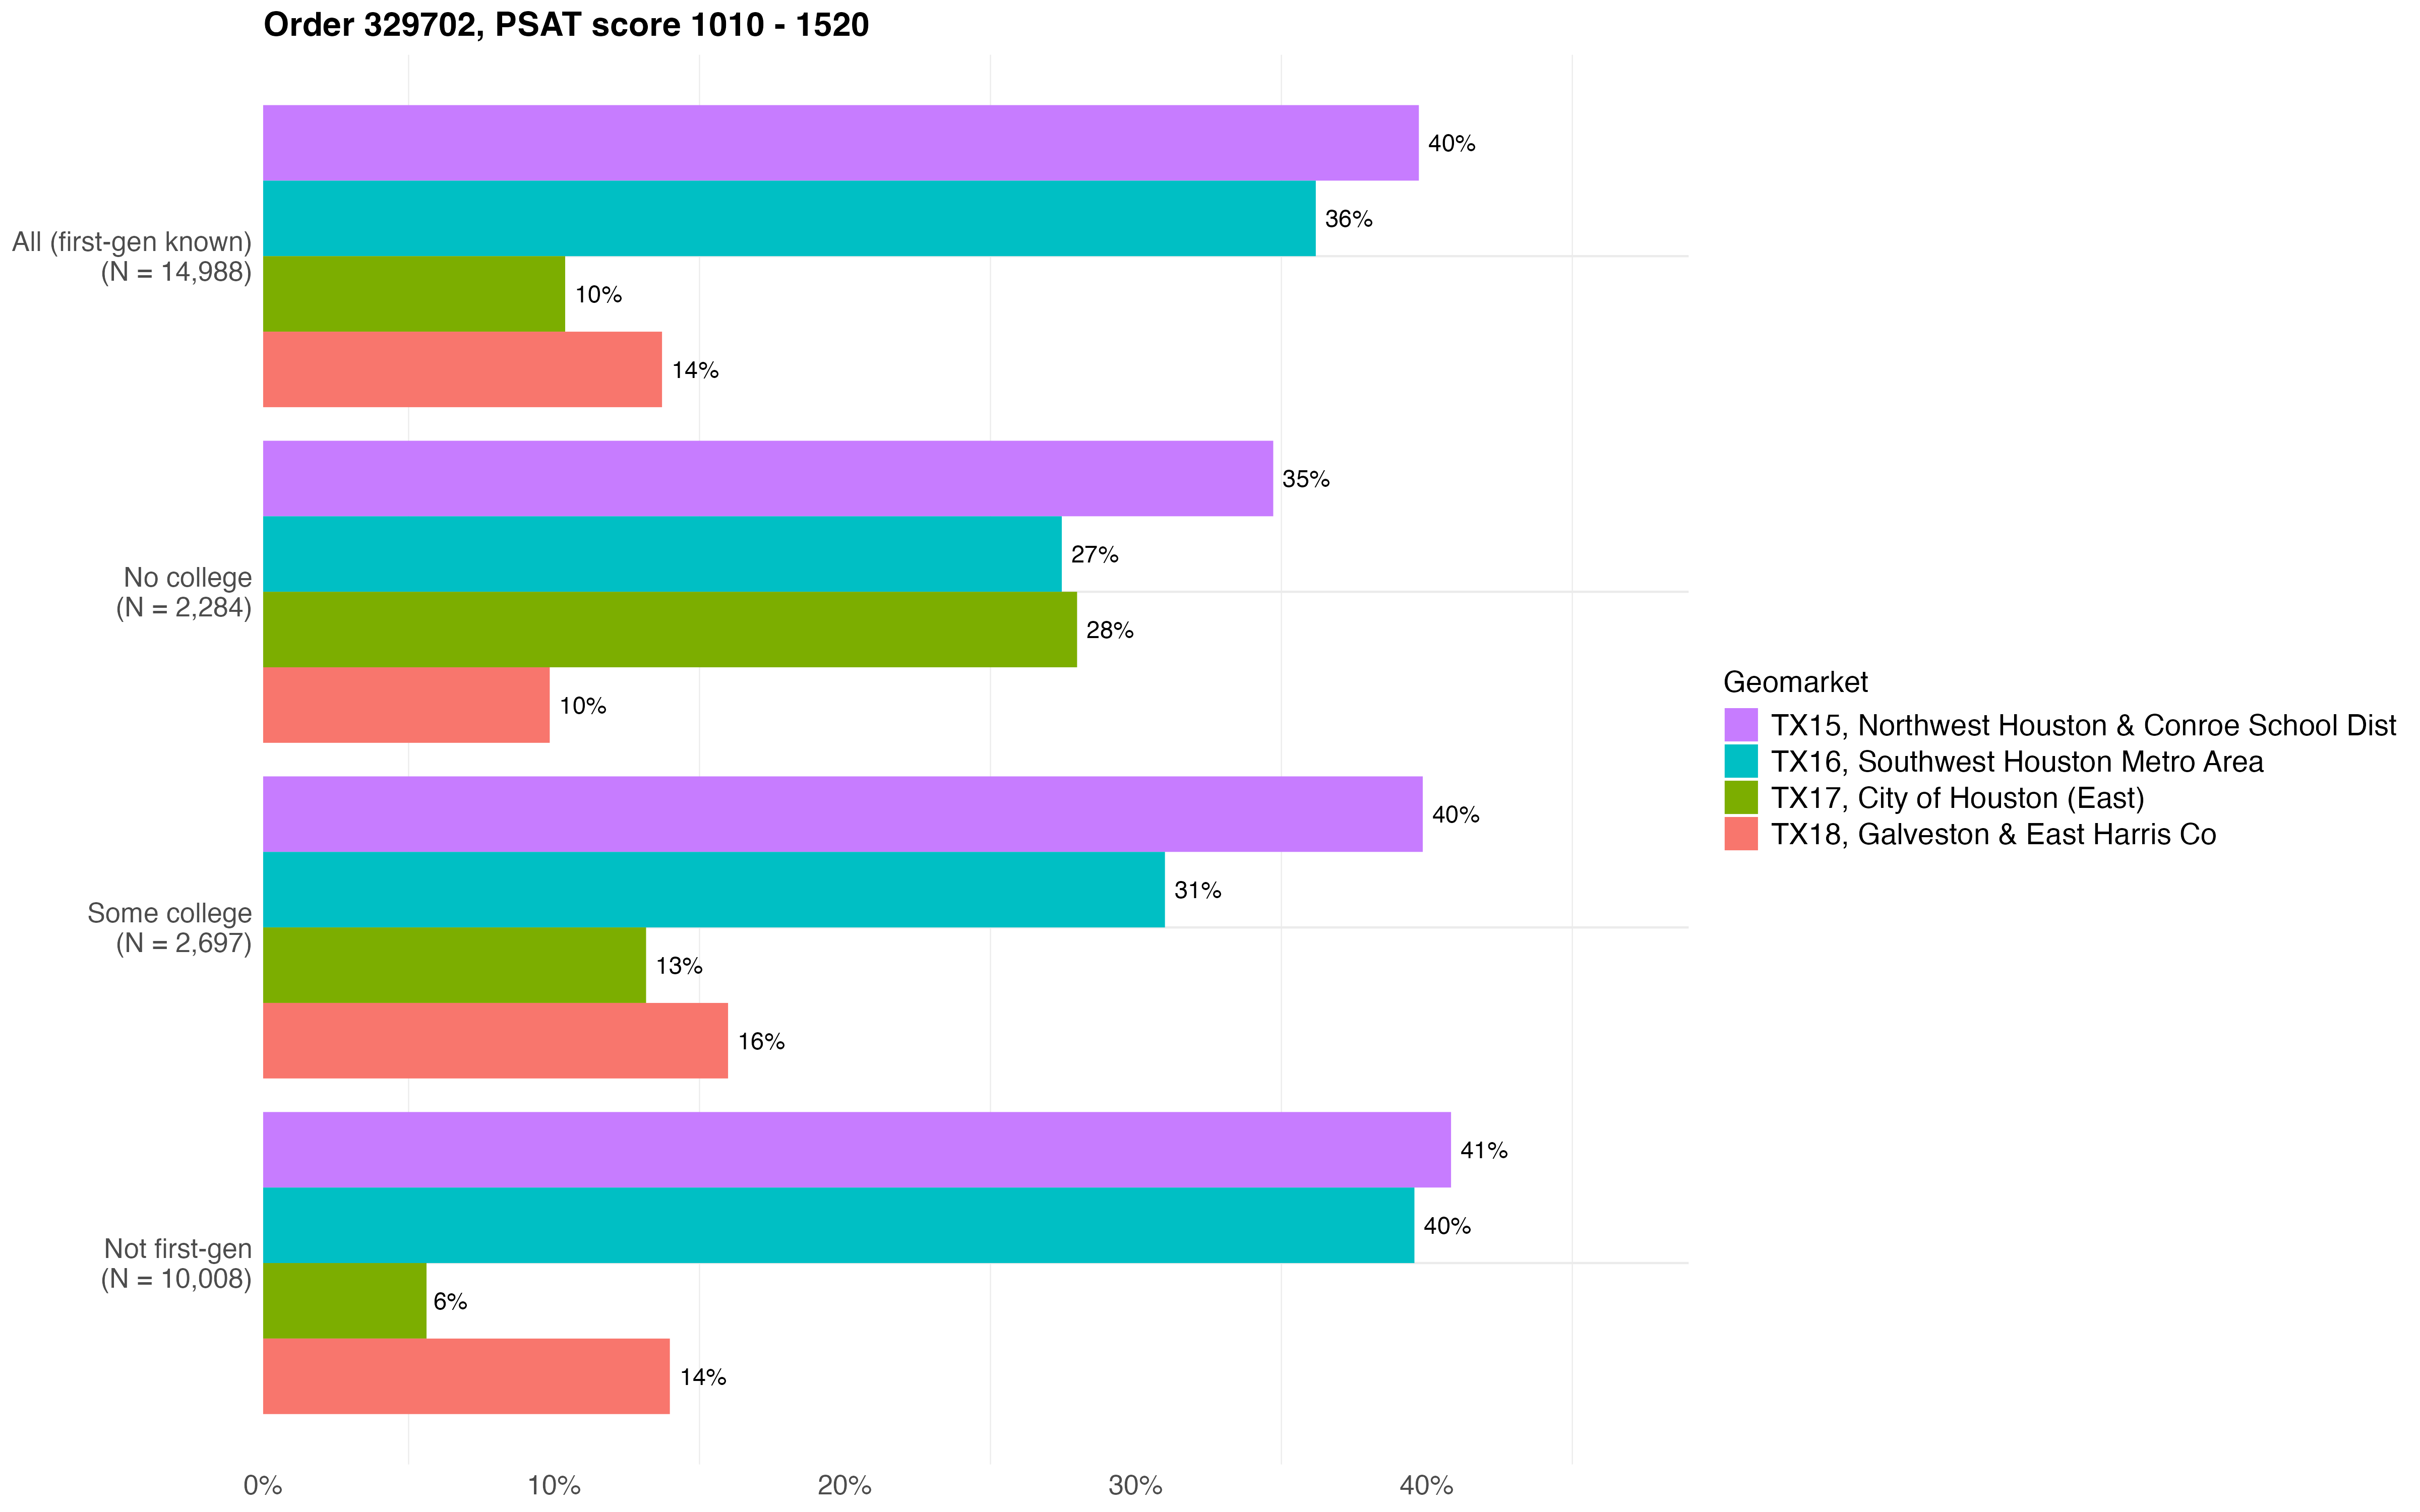 Order 329702, PSAT score 1010 - 1520
All (first-gen known)
(N = 14,988)
40%
36%
10%
14%
No college
(N = 2,284)
35%
27%
28%
10%
Some college
(N = 2,697)
40%
31%
13%
16%
Not first-gen
(N = 10,008)
41%
40%
6%
14%
0%
10%
20%
30%
40%
Geomarket
TX15, Northwest Houston & Conroe School Dist
TX16, Southwest Houston Metro Area
TX17, City of Houston (East)
TX18, Galveston & East Harris Co